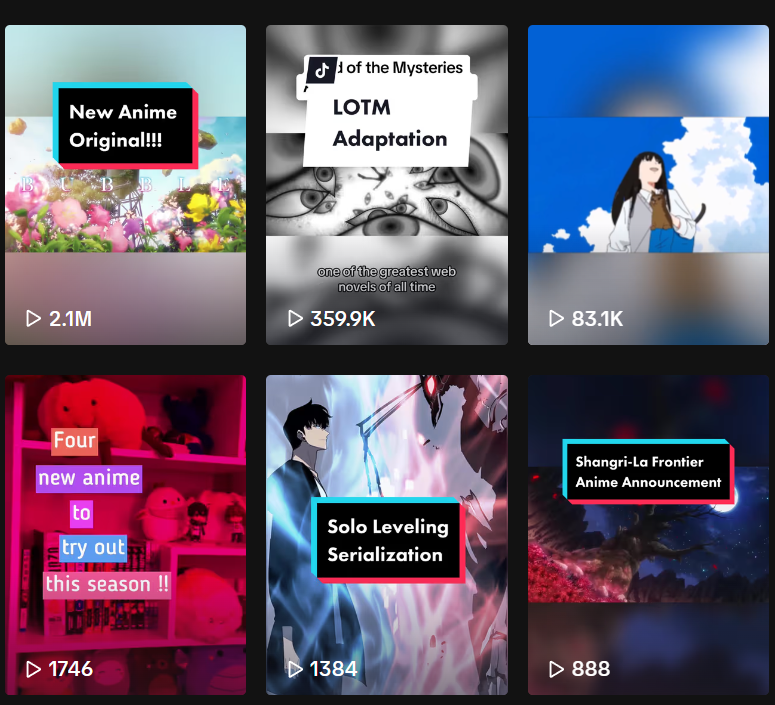 New Anime
Original!!!
B U B B L E
2.1M
d of the Mysteries
LOTM
Adaptation
one of the greatest web
novels of all time
359.9K
83.1K
Four
new anime
to
try out
this season !!
1746
Solo Leveling
Serialization
1384
Shangri-La Frontier
Anime Announcement
888